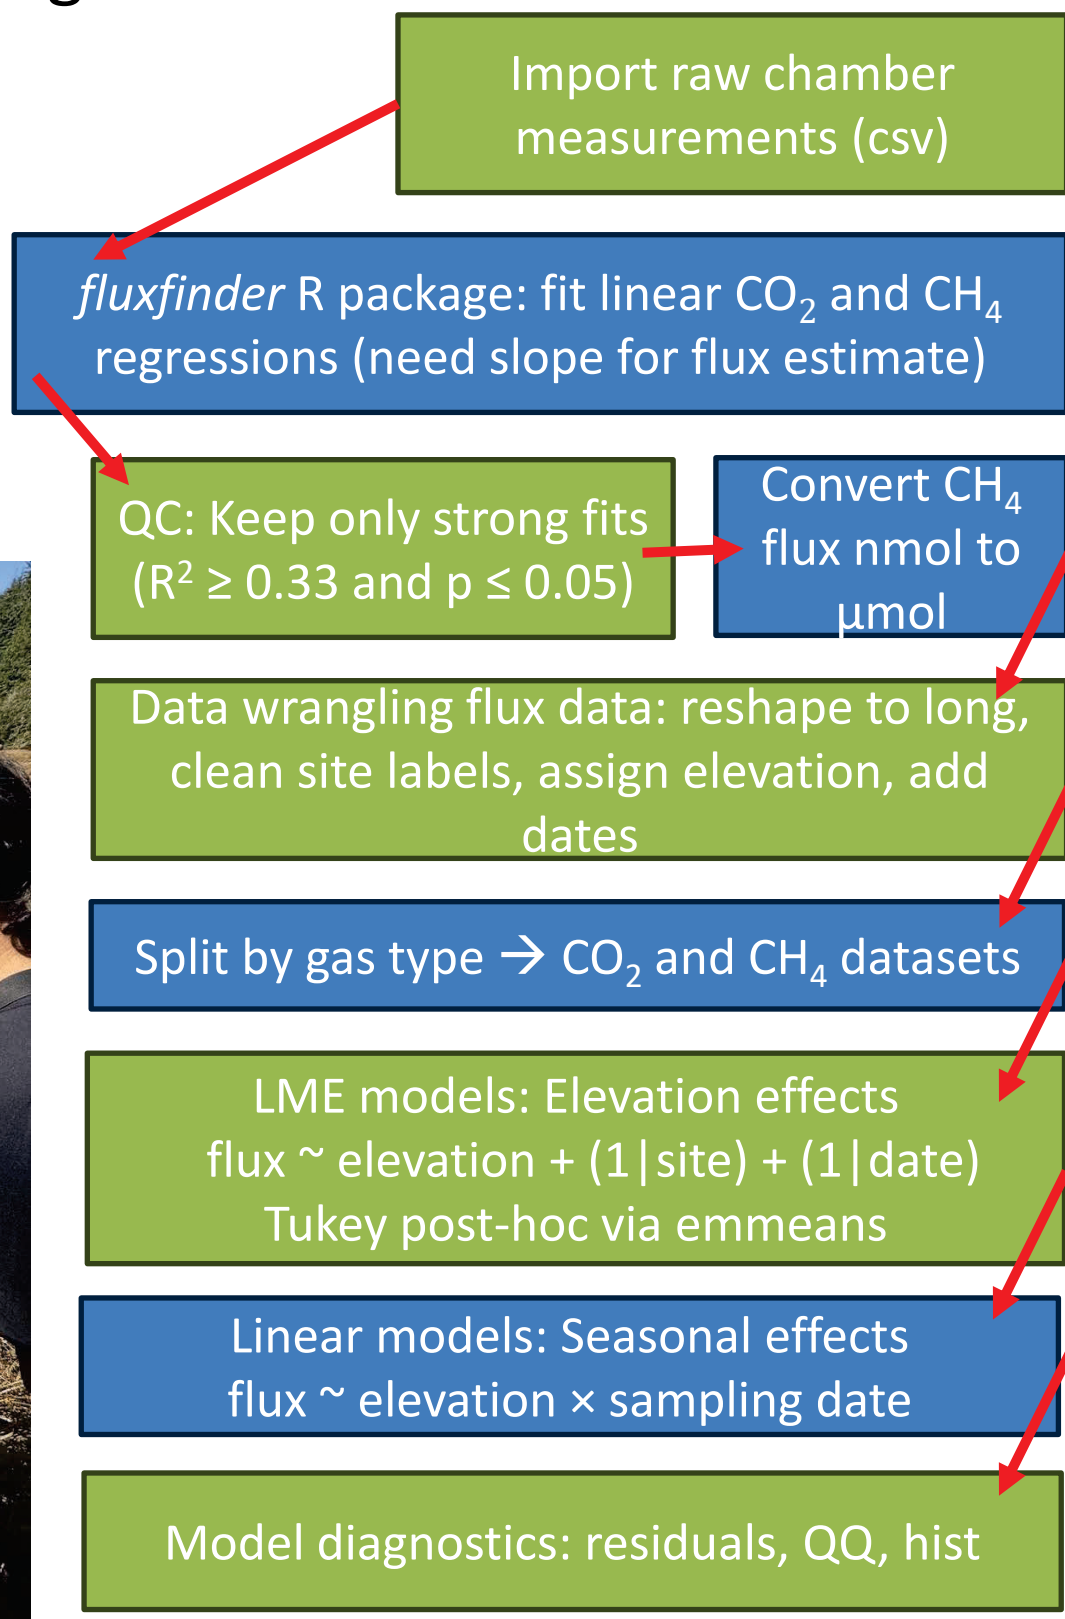 g
Import raw chamber
measurements (csv)
fluxfinder R package: fit linear CO₂ and CH₄
regressions (need slope for flux estimate)
QC: Keep only strong fits
(R² ≥ 0.33 and p ≤ 0.05)
Convert CH₄
flux nmol to
µmol
Data wrangling flux data: reshape to long,
clean site labels, assign elevation, add
dates
Split by gas type → CO₂ and CH₄ datasets
LME models: Elevation effects
flux ~ elevation + (1|site) + (1|date)
Tukey post-hoc via emmeans
Linear models: Seasonal effects
flux ~ elevation × sampling date
Model diagnostics: residuals, QQ, hist